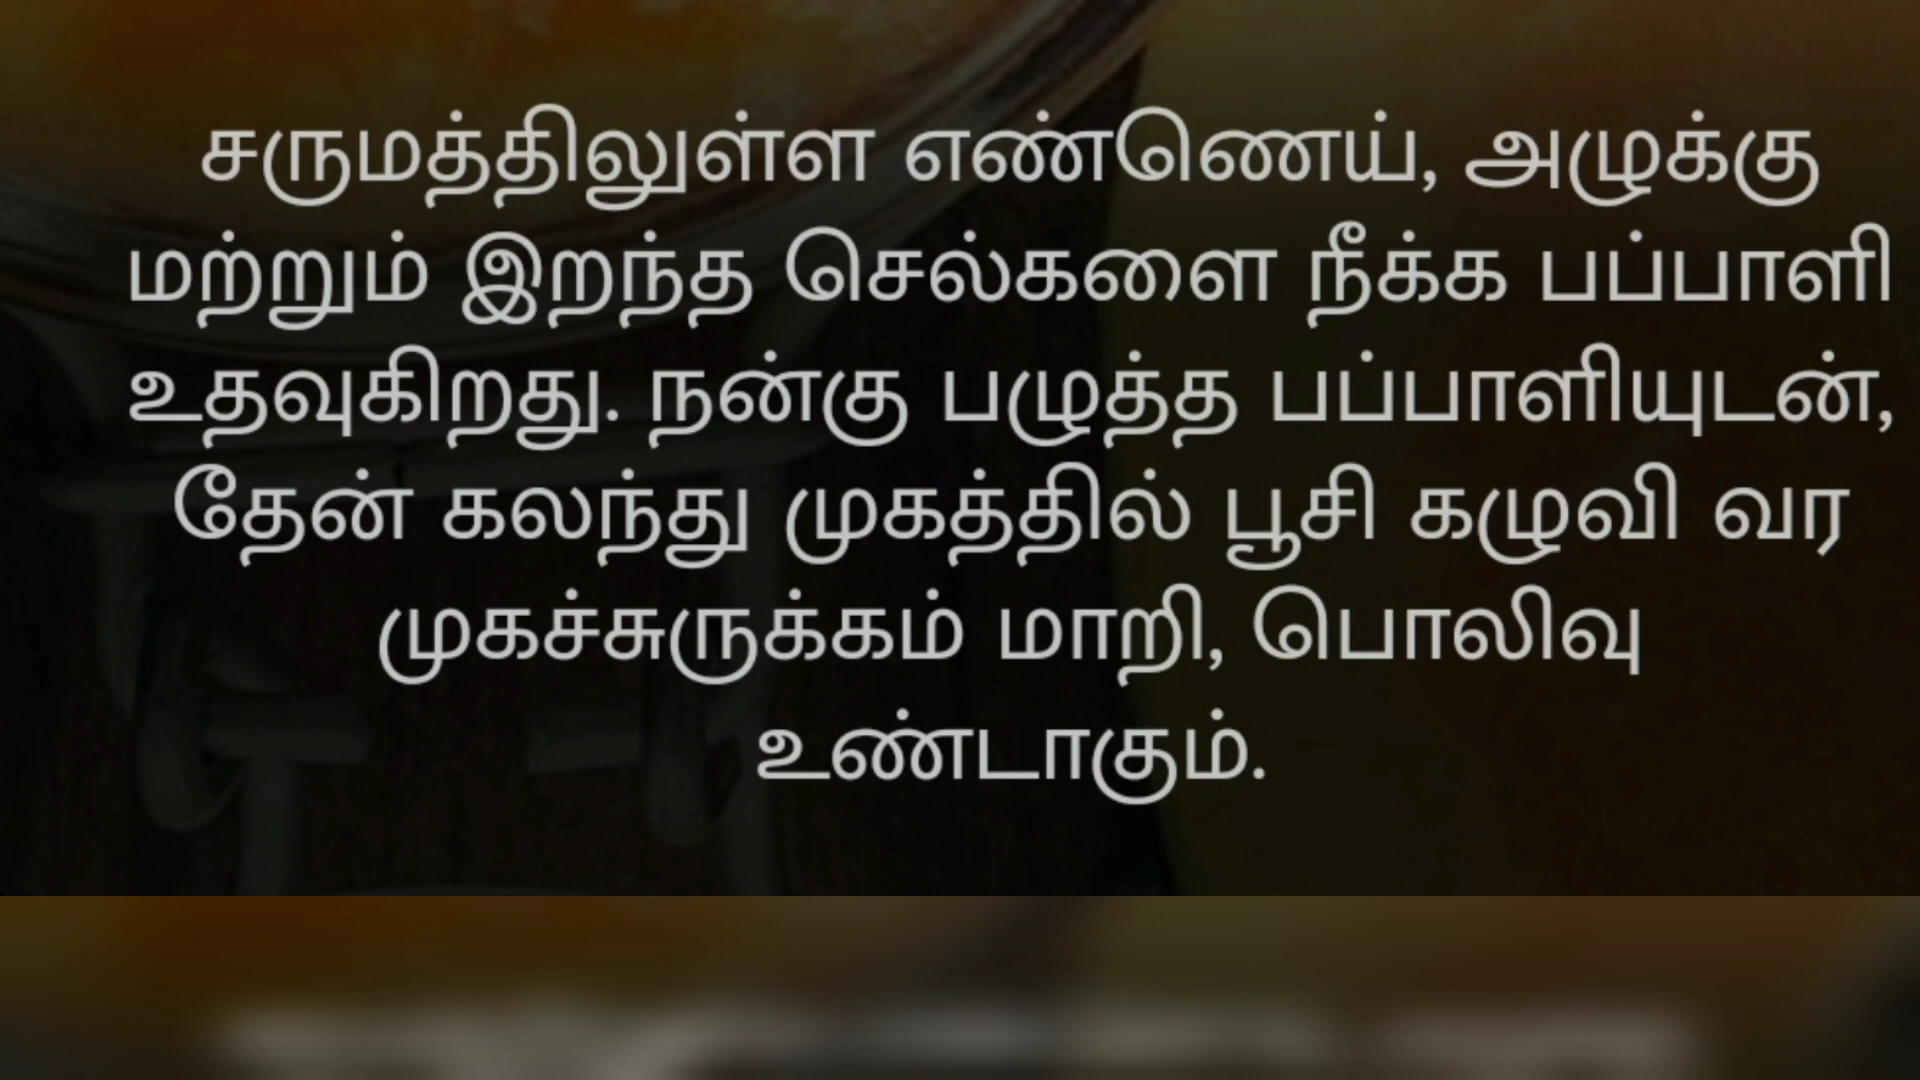 சருமத்திலுள்ள எண்ணெய், அழுக்கு
மற்றும் இறந்த செல்களை நீக்க பப்பாளி
உதவுகிறது. நன்கு பழுத்த பப்பாளியுடன்,
தேன் கலந்து முகத்தில் பூசி கழுவி வர
முகச்சுருக்கம் மாறி, பொலிவு
உண்டாகும்.